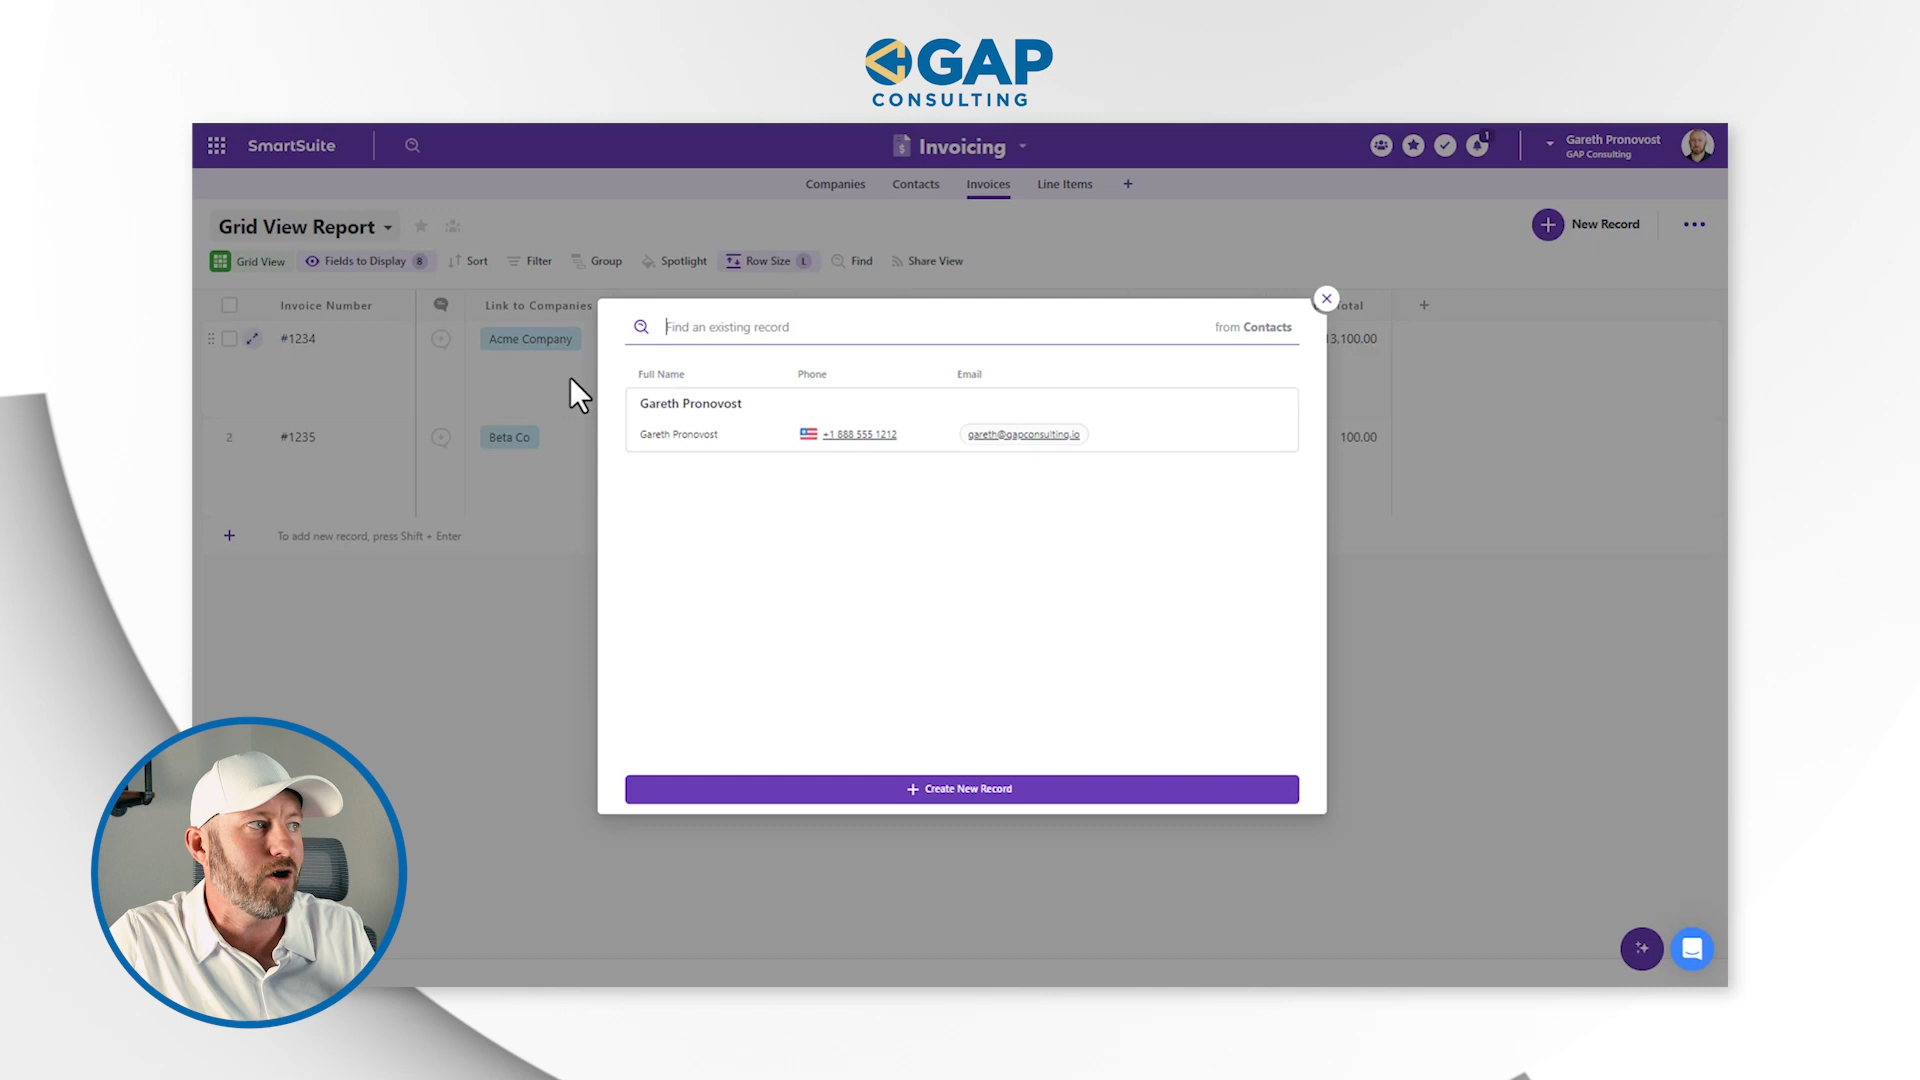 GAP
CONSULTING
SmartSuite
Invoicing
1
Gareth Pronovost
GAP Consulting
Companies Contacts Invoices Line Items +
Grid View Report
New Record
Grid View Fields to Display 8 Sort Filter Group Spotlight Row Size L Find Share View
Invoice Number Link to Companies otal +
#1234 Acme Company 3,100.00
2 #1235 Beta Co 100.00
+ To add new record, press Shift + Enter
Find an existing record from Contacts
Full Name Phone Email
Gareth Pronovost
Gareth Pronovost +1 888 555 1212 gareth@gapconsulting.io
+ Create New Record